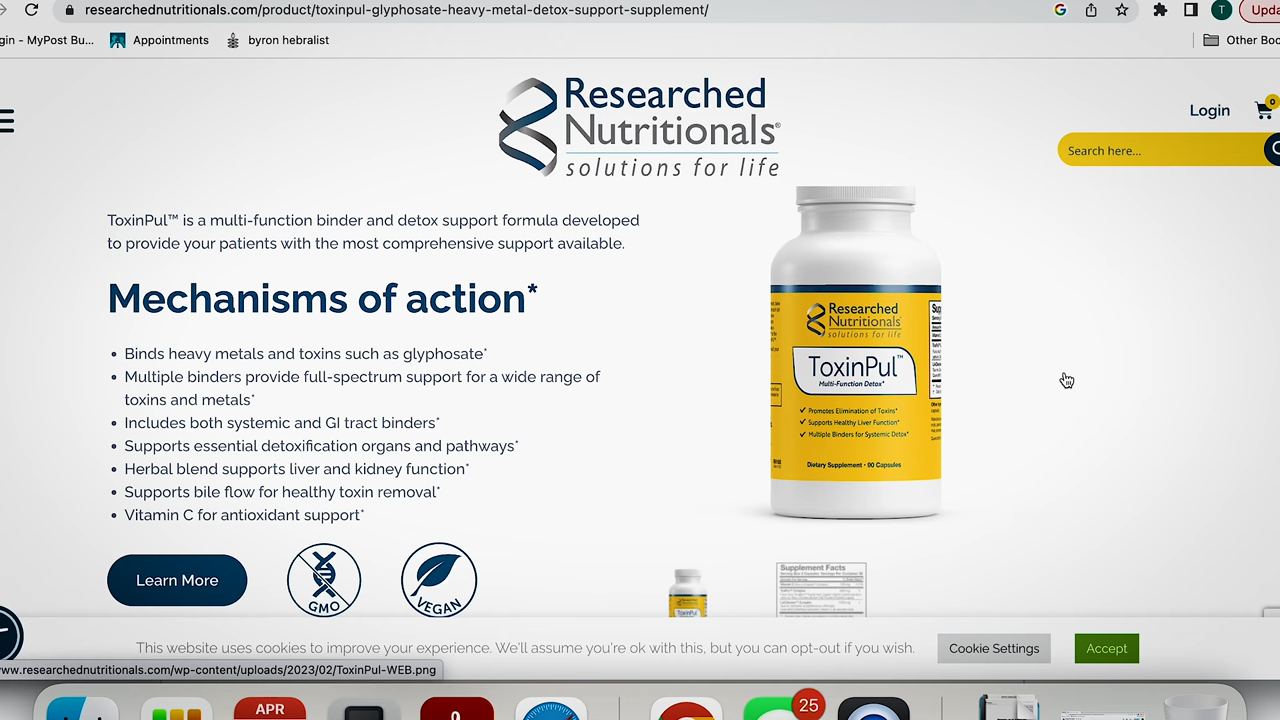 researchednutritionals.com/product/toxinpul-glyphosate-heavy-metal-detox-support-supplement/
T
Upda
gin - MyPost Bu...
Appointments
byron hebralist
Other Boo
Researched
Nutritionals®
solutions for life
Login
0
Search here...
ToxinPul™ is a multi-function binder and detox support formula developed
to provide your patients with the most comprehensive support available.
Mechanisms of action*
• Binds heavy metals and toxins such as glyphosate*
• Multiple binders provide full-spectrum support for a wide range of
toxins and metals*
• Includes both systemic and GI tract binders*
• Supports essential detoxification organs and pathways*
• Herbal blend supports liver and kidney function*
• Supports bile flow for healthy toxin removal*
• Vitamin C for antioxidant support*
Researched
Nutritionals
solutions for life
ToxinPul™
Multi-Function Detox*
✓ Promotes Elimination of Toxins*
✓ Supports Healthy Liver Function*
✓ Multiple Binders for Systemic Detox*
Dietary Supplement • 90 Capsules
Learn More
GMO
VEGAN
ToxinPul
Supplement Facts
This website uses cookies to improve your experience. We'll assume you're ok with this, but you can opt-out if you wish.
Cookie Settings
Accept
www.researchednutritionals.com/wp-content/uploads/2023/02/ToxinPul-WEB.png
APR
25